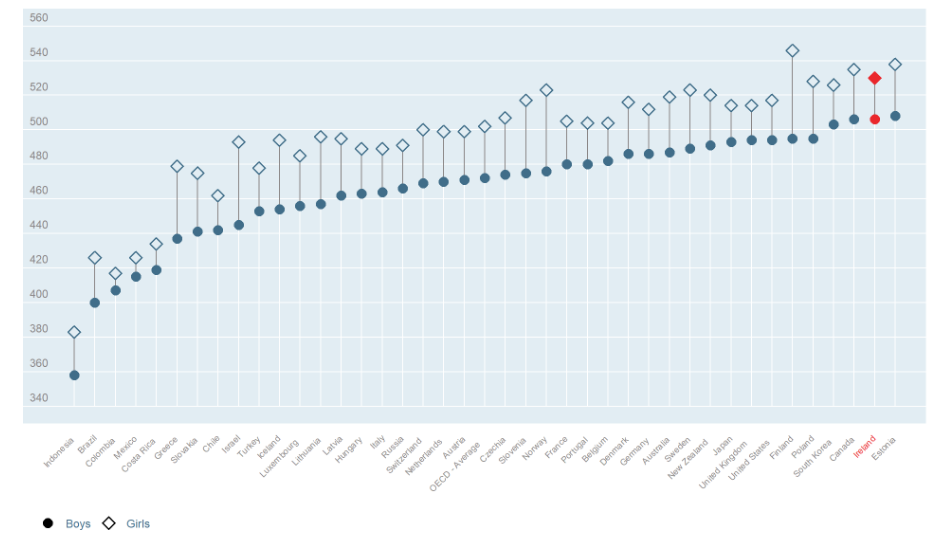 560
540
520
500
480
460
440
420
400
380
360
340
Indonesia
Brazil
Colombia
Mexico
Costa Rica
Greece
Slovakia
Chile
Israel
Turkey
Iceland
Luxembourg
Lithuania
Latvia
Hungary
Italy
Russia
Switzerland
Netherlands
Austria
OECD - Average
Czechia
Slovenia
Norway
France
Portugal
Belgium
Denmark
Germany
Australia
Sweden
New Zealand
Japan
United Kingdom
United States
Finland
Poland
South Korea
Canada
Ireland
Estonia
Boys Girls